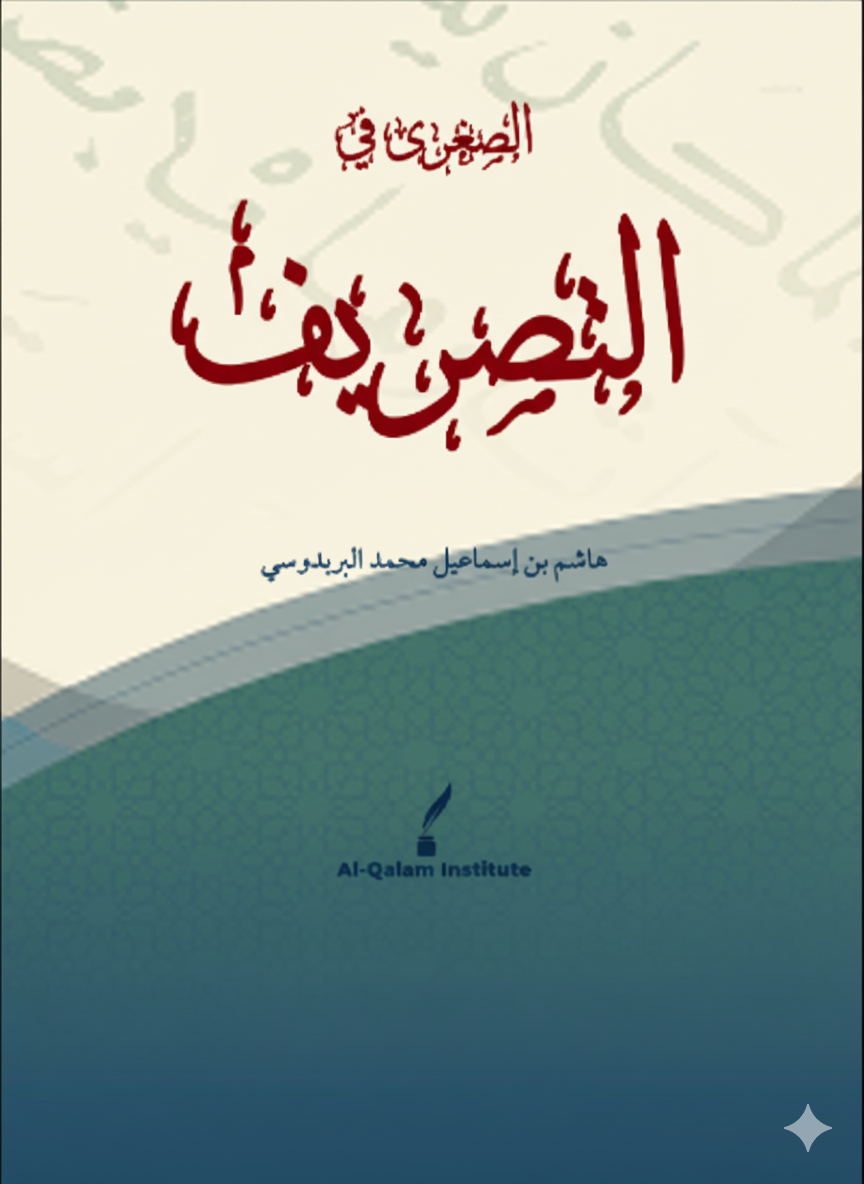 الصغرى في
التصريف
هاشم بن إسماعيل محمد البريدوسي
Al-Qalam Institute